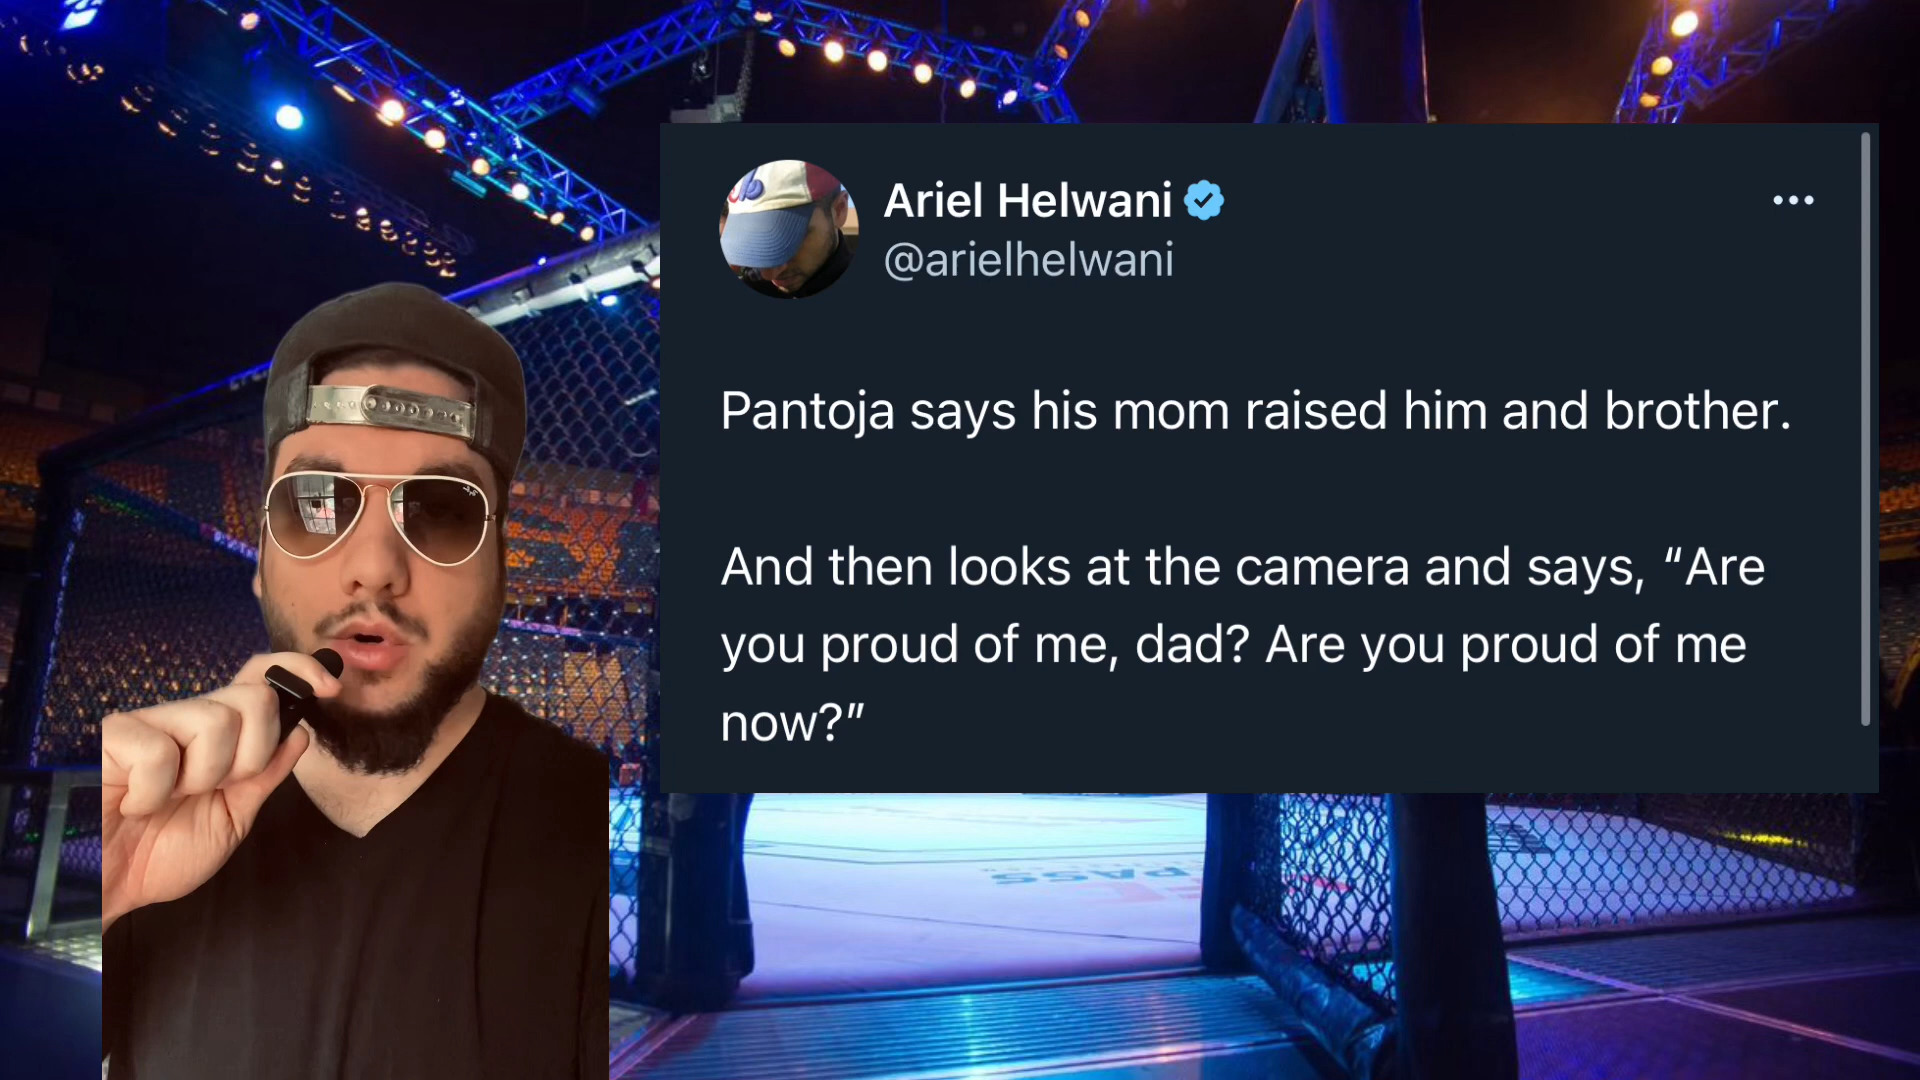 Ariel Helwani
@arielhelwani
Pantoja says his mom raised him and brother.
And then looks at the camera and says, “Are
you proud of me, dad? Are you proud of me
now?”
PASS